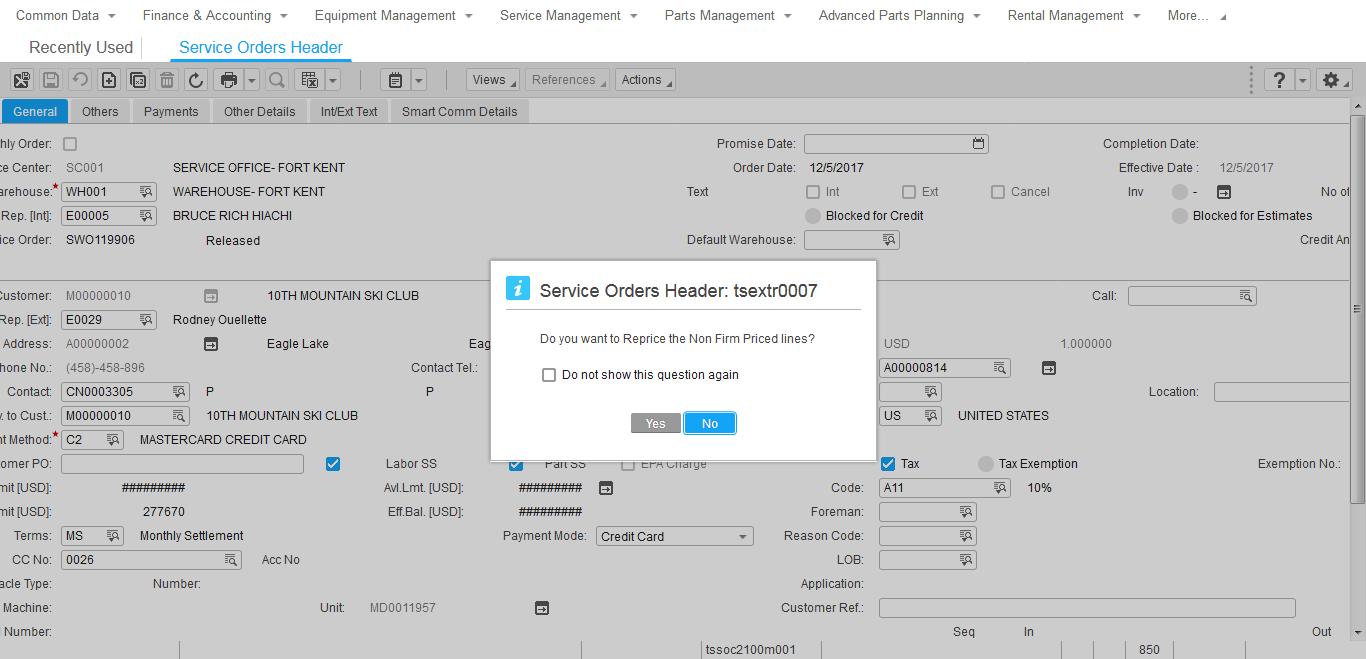 Common Data Finance & Accounting Equipment Management Service Management Parts Management Advanced Parts Planning Rental Management More...
Recently Used Service Orders Header
Views References Actions ?
General Others Payments Other Details Int/Ext Text Smart Comm Details
hly Order: Promise Date: Completion Date:
ce Center: SC001 SERVICE OFFICE- FORT KENT Order Date: 12/5/2017 Effective Date : 12/5/2017
arehouse:* WH001 WAREHOUSE- FORT KENT Text Int Ext Cancel Inv - No of
Rep. [Int]: E00005 BRUCE RICH HIACHI Blocked for Credit Blocked for Estimates
ice Order: SWO119906 Released Default Warehouse: Credit An
Customer: M00000010 10TH MOUNTAIN SKI CLUB Call:
Rep. [Ext]: E0029 Rodney Ouellette
Address: A00000002 Eagle Lake Eag USD 1.000000
hone No.: (458)-458-896 Contact Tel.: A00000814
Contact: CN0003305 P P Location:
v. to Cust.: M00000010 10TH MOUNTAIN SKI CLUB US UNITED STATES
nt Method:* C2 MASTERCARD CREDIT CARD
i Service Orders Header: tsextr0007
Do you want to Reprice the Non Firm Priced lines?
Do not show this question again
Yes No
omer PO: Labor SS Part SS EPA Charge Tax Tax Exemption Exemption No.:
mit [USD]: ######### Avl.Lmt. [USD]: ######### Code: A11 10%
mit [USD]: 277670 Eff.Bal. [USD]: ######### Foreman:
Terms: MS Monthly Settlement Payment Mode: Credit Card Reason Code:
CC No: 0026 Acc No LOB:
acle Type: Number: Application:
Machine: Unit: MD0011957 Customer Ref.:
l Number: Seq In Out
tssoc2100m001 850